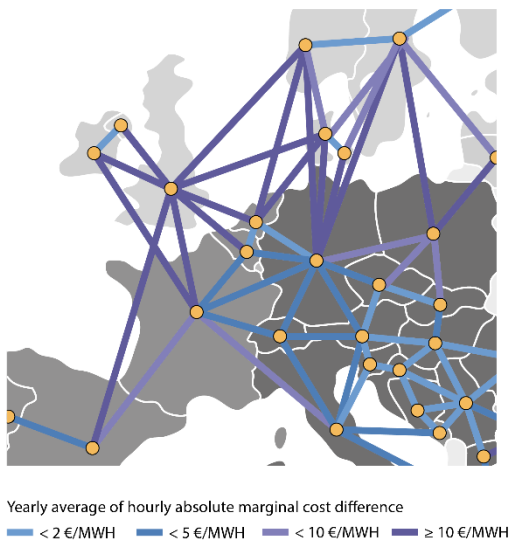 Yearly average of hourly absolute marginal cost difference
< 2 €/MWH < 5 €/MWH < 10 €/MWH ≥ 10 €/MWH